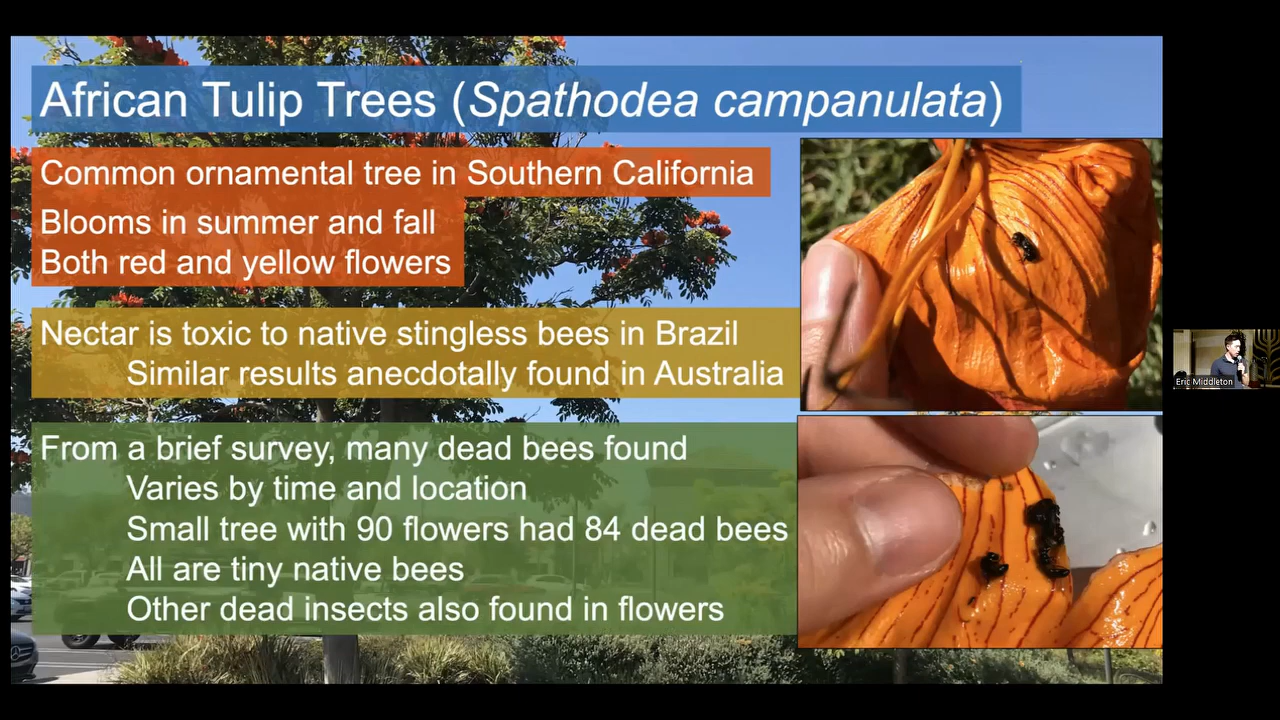 African Tulip Trees (Spathodea campanulata)
Common ornamental tree in Southern California
Blooms in summer and fall
Both red and yellow flowers
Nectar is toxic to native stingless bees in Brazil
Similar results anecdotally found in Australia
From a brief survey, many dead bees found
Varies by time and location
Small tree with 90 flowers had 84 dead bees
All are tiny native bees
Other dead insects also found in flowers
Eric Middleton